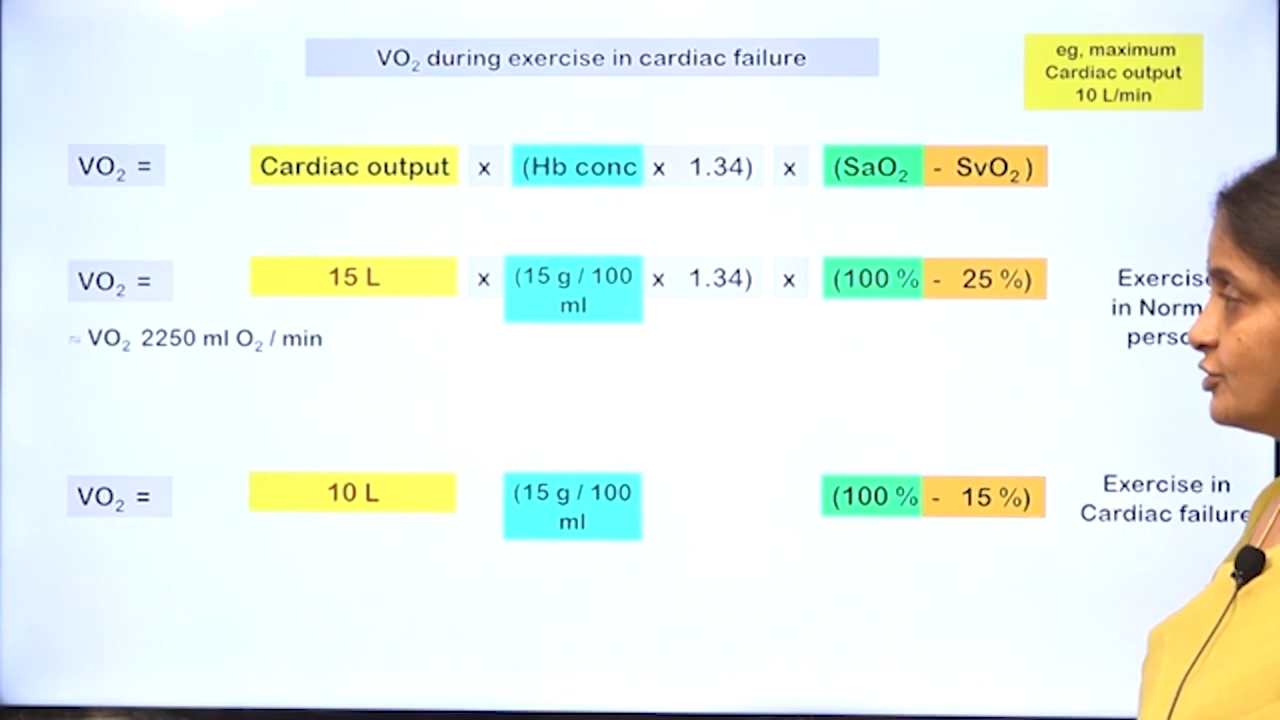 VO₂ during exercise in cardiac failure
eg, maximum
Cardiac output
10 L/min
VO₂ = Cardiac output x (Hb conc x 1.34) x (SaO₂ - SvO₂)
VO₂ = 15 L x (15 g / 100 ml x 1.34) x (100 % - 25 %)
≈ VO₂ 2250 ml O₂ / min
Exercise
in
VO₂ = 10 L (15 g / 100 ml (100 % - 15 %)
Exercise in
Cardiac failure